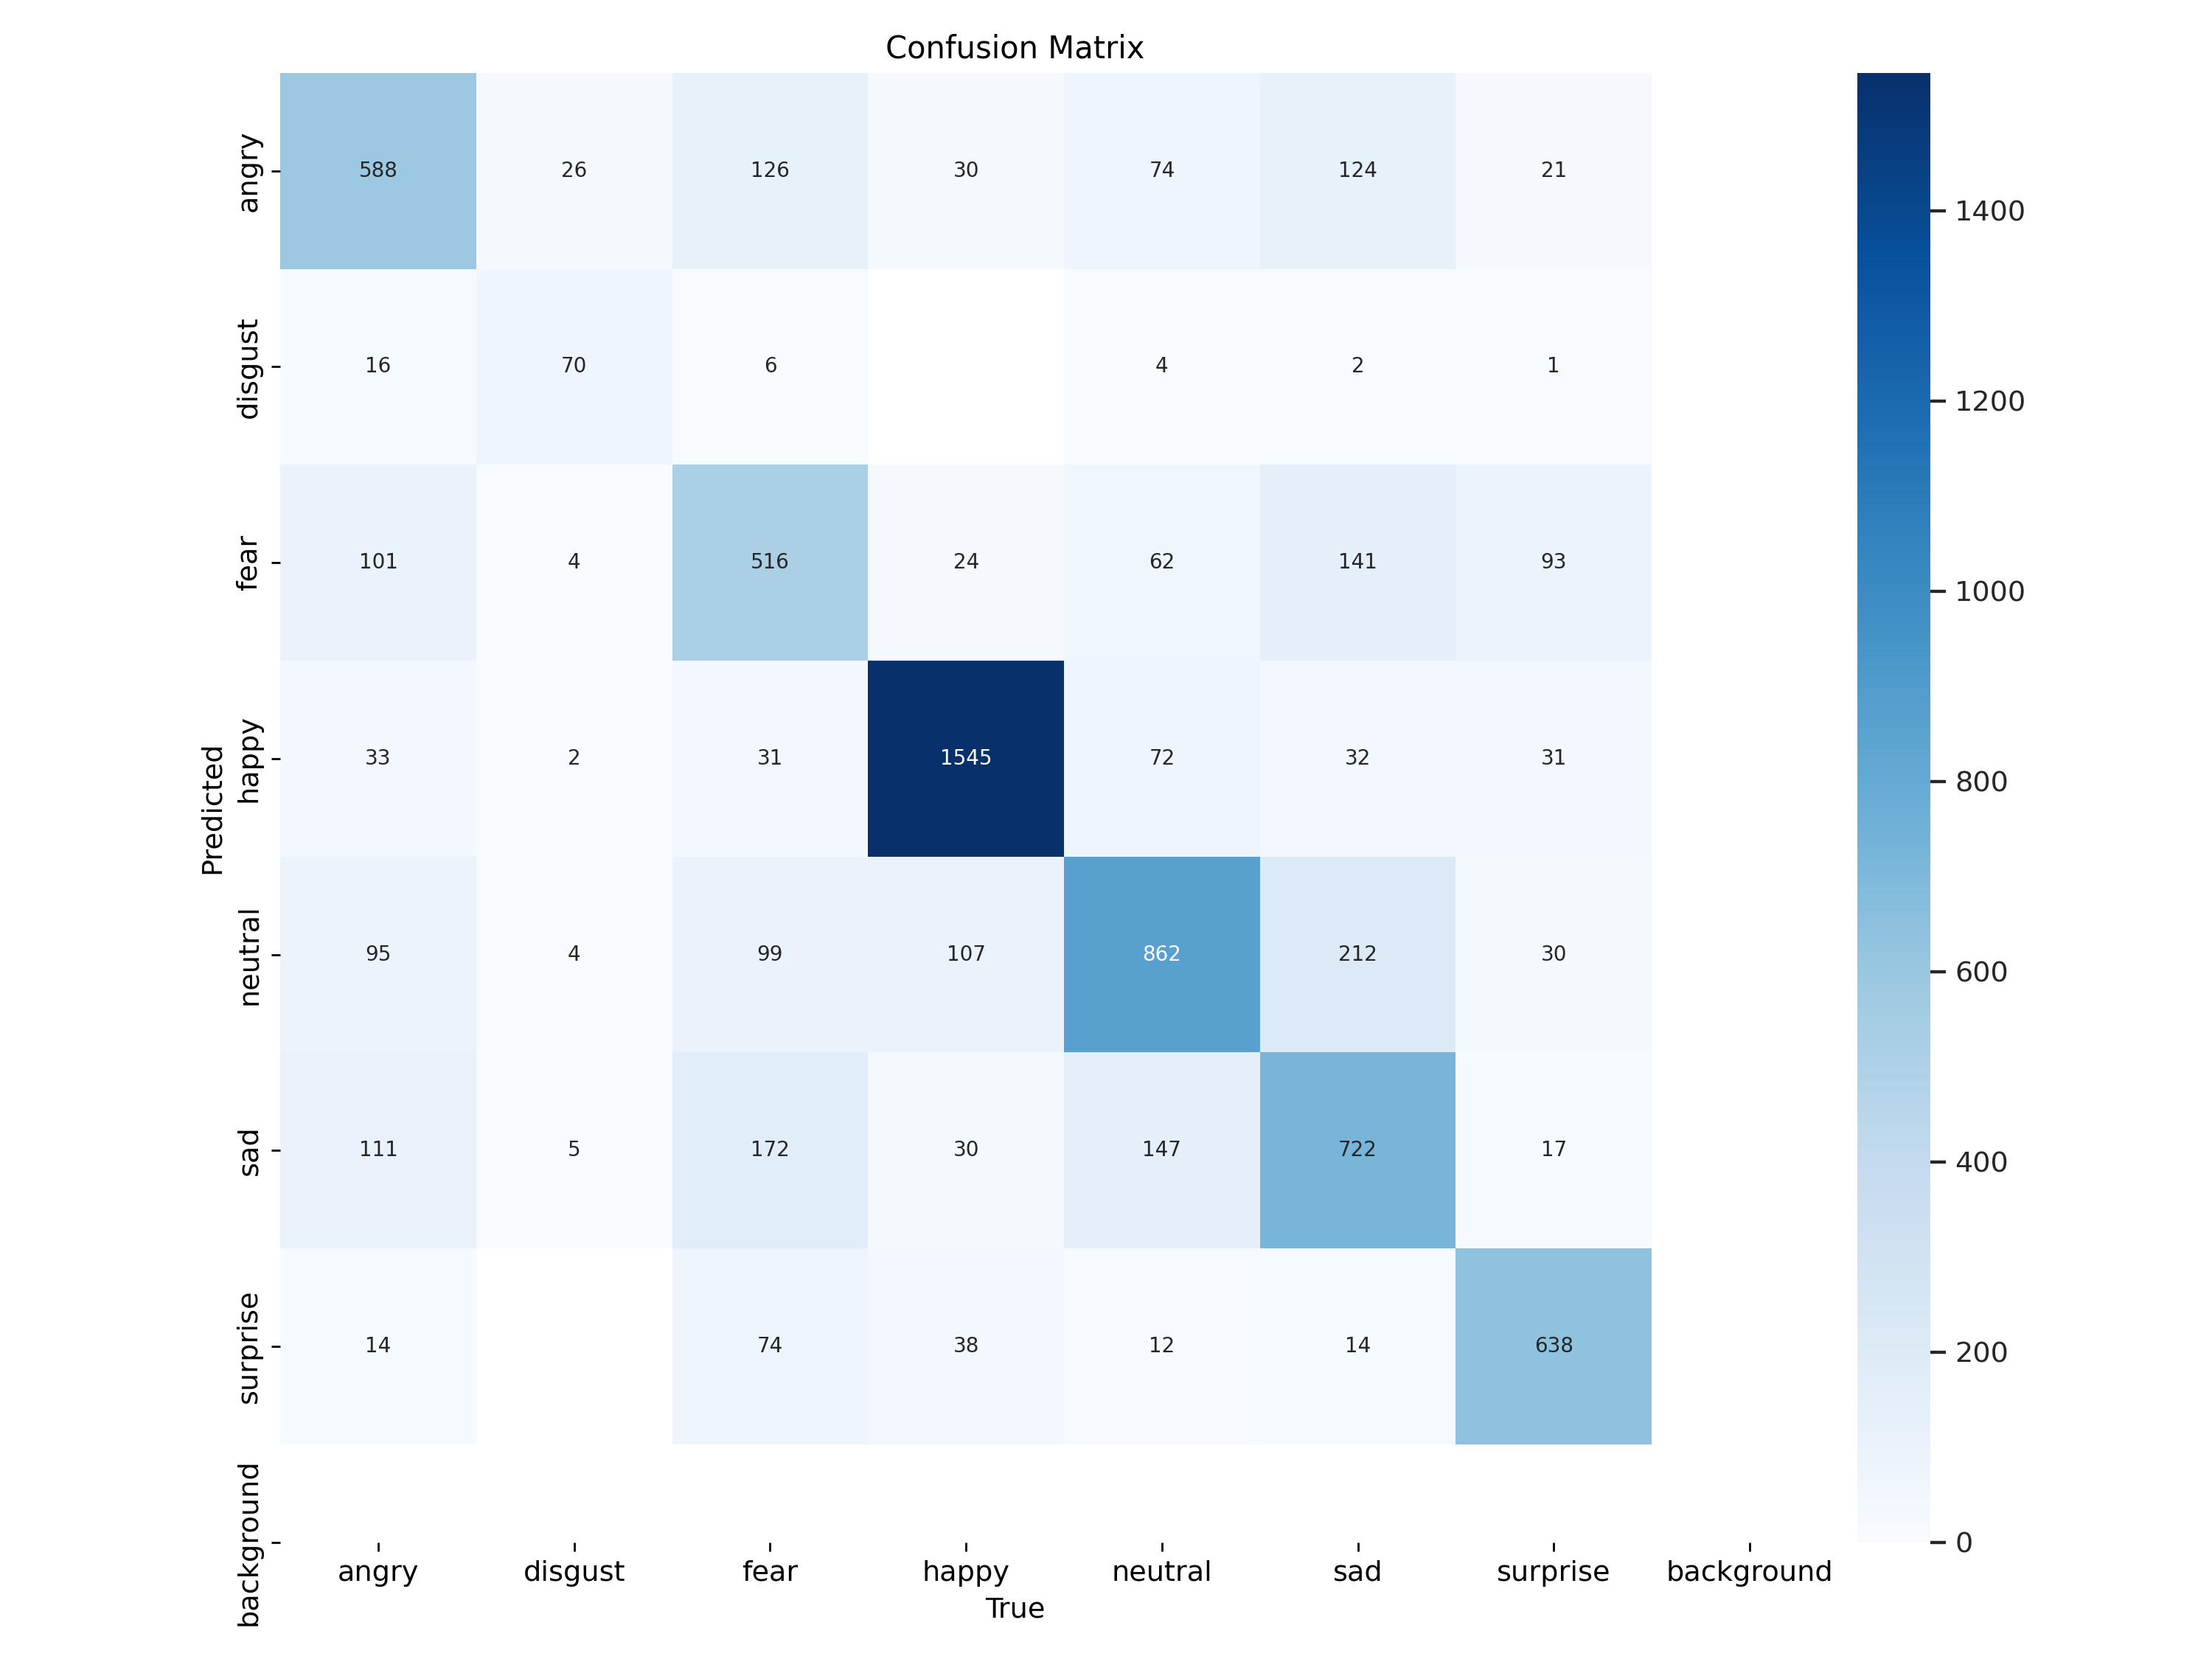 Confusion Matrix
angry 588 26 126 30 74 124 21
disgust 16 70 6 4 2 1
fear 101 4 516 24 62 141 93
happy 33 2 31 1545 72 32 31
neutral 95 4 99 107 862 212 30
sad 111 5 172 30 147 722 17
surprise 14 74 38 12 14 638
background
Predicted
angry disgust fear happy neutral sad surprise background
True
1400
1200
1000
800
600
400
200
0